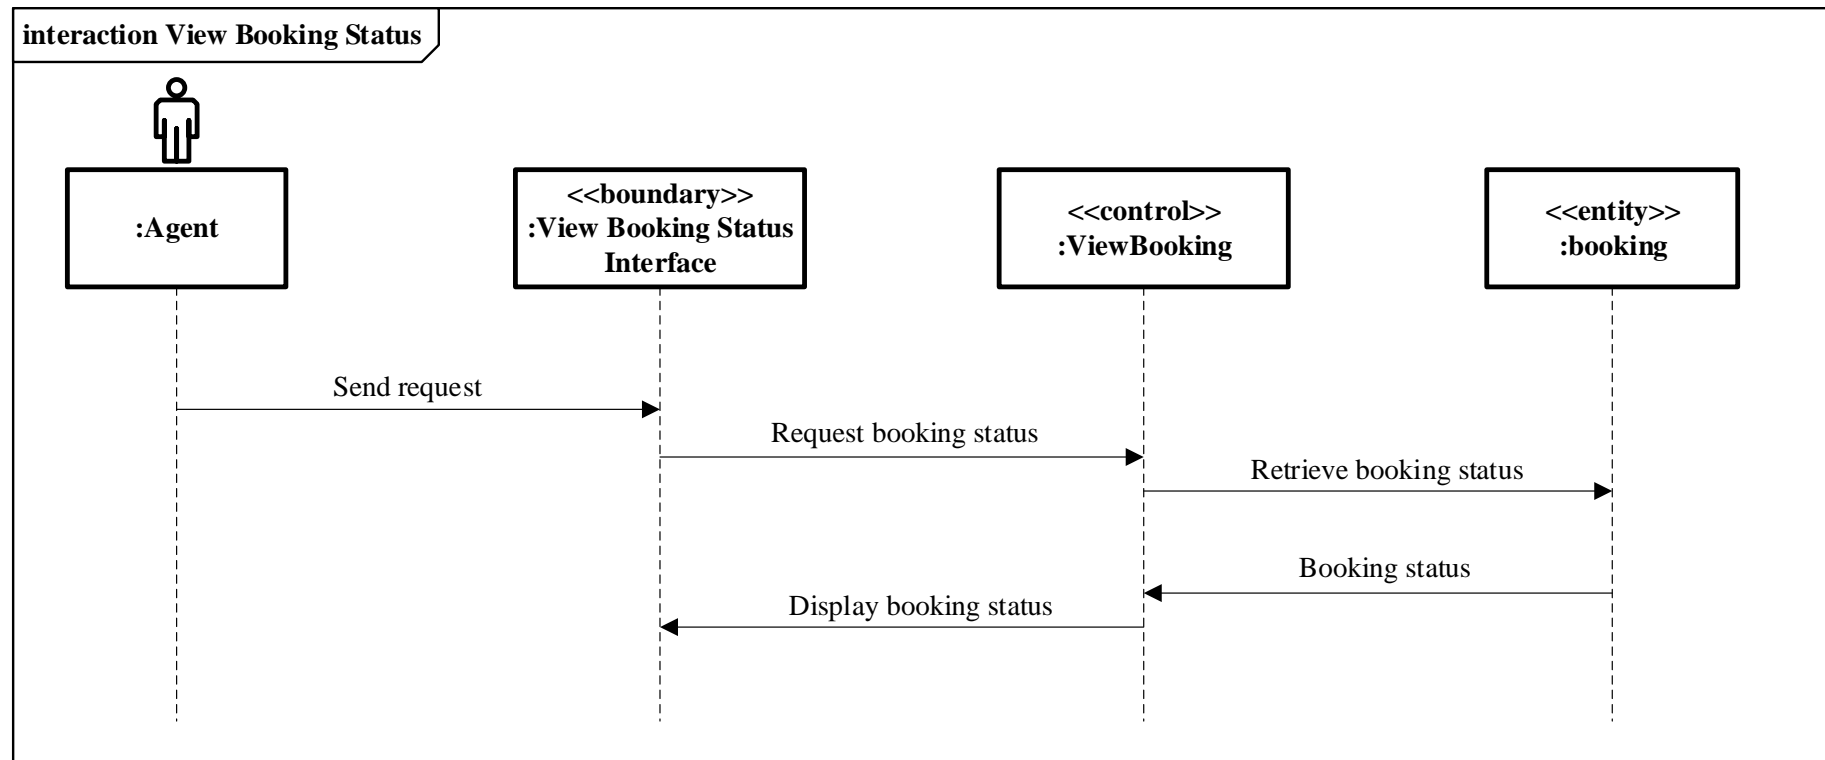 interaction View Booking Status
:Agent
<<boundary>>
:View Booking Status
Interface
<<control>>
:ViewBooking
<<entity>>
:booking
Send request
Request booking status
Retrieve booking status
Booking status
Display booking status